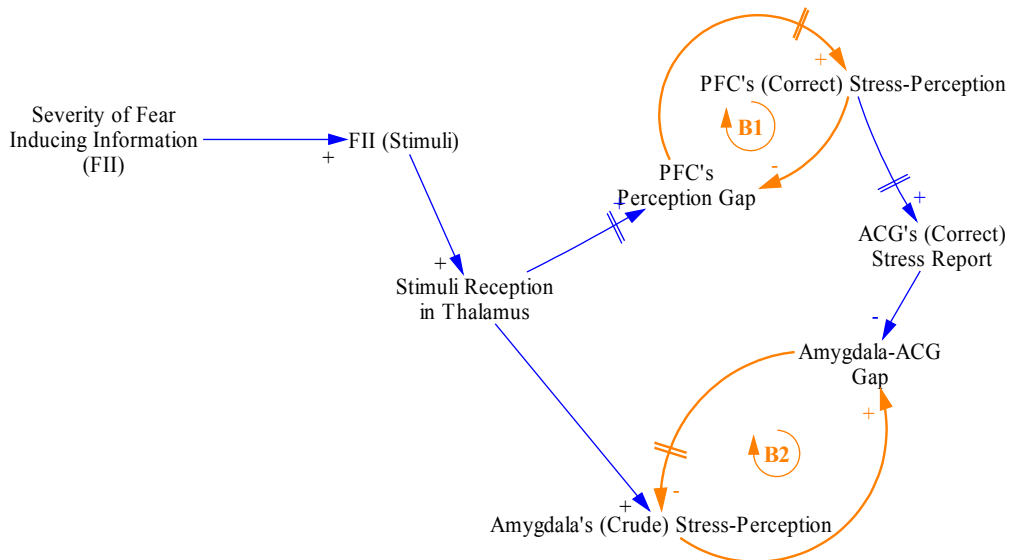 Severity of Fear
Inducing Information
(FII)
+
FII (Stimuli)
+
Stimuli Reception
in Thalamus
+
PFC's
Perception Gap
B1
+
PFC's (Correct) Stress-Perception
-
+
ACG's (Correct)
Stress Report
-
Amygdala-ACG
Gap
+
B2
-
+
Amygdala's (Crude) Stress-Perception